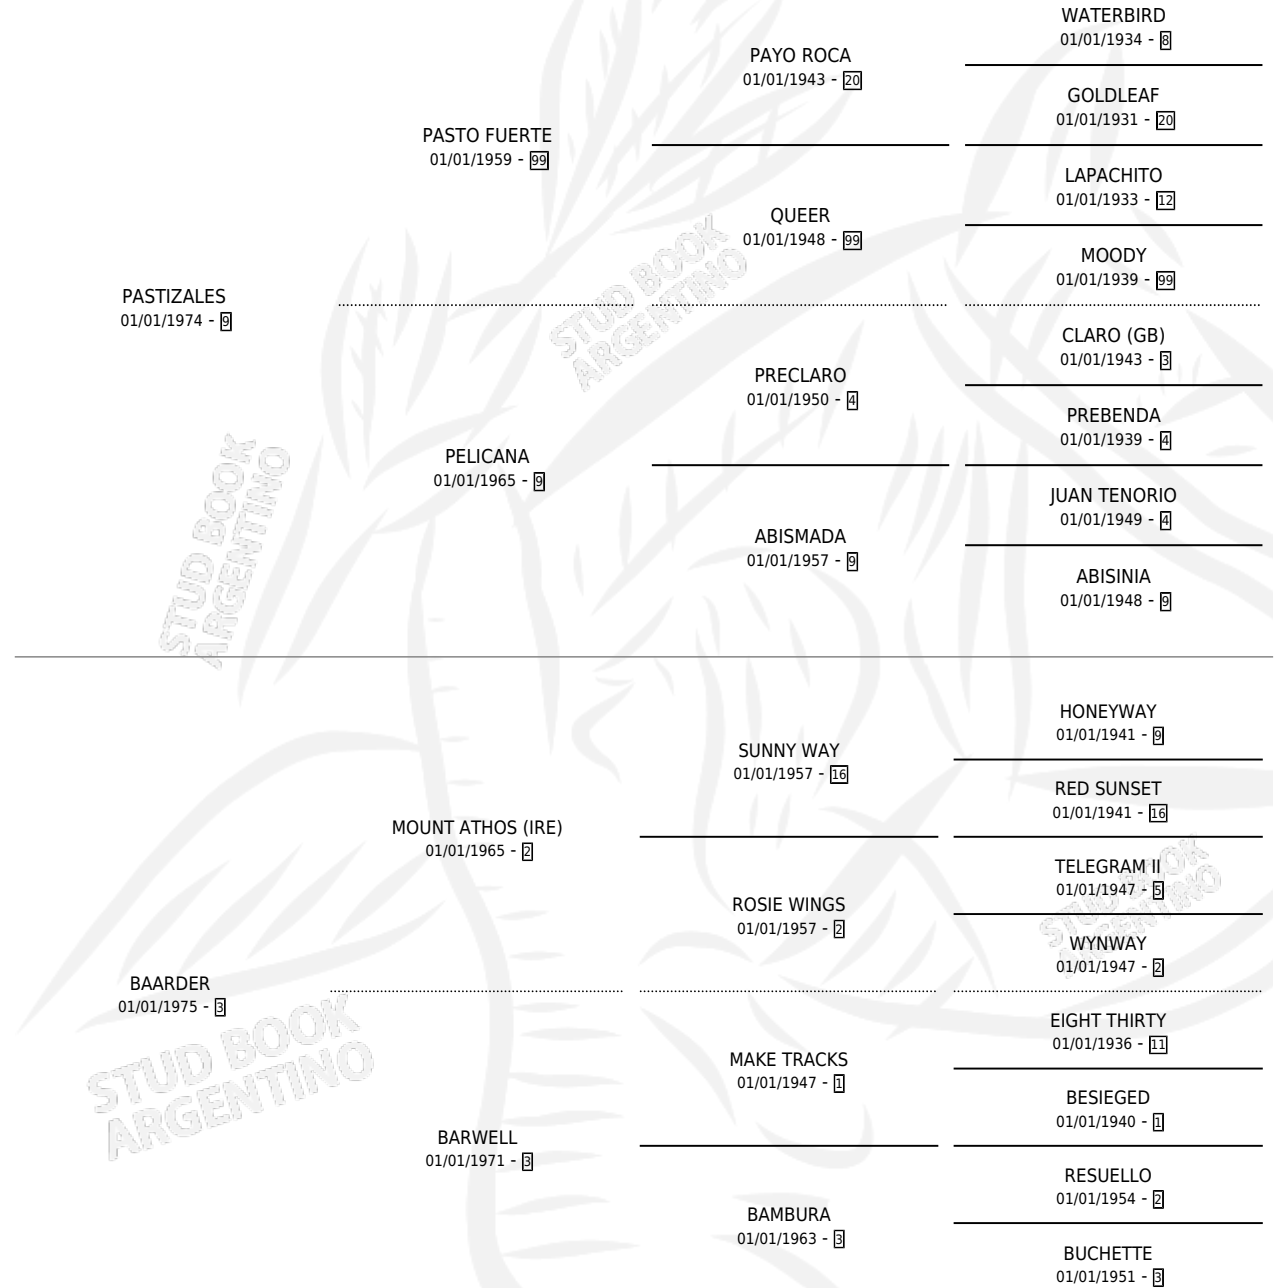 WATERBIRD
01/01/1934 - 8
PAYO ROCA
01/01/1943 - 20
GOLDLEAF
01/01/1931 - 20
PASTO FUERTE
01/01/1959 - 99
LAPACHITO
01/01/1933 - 12
QUEER
01/01/1948 - 99
MOODY
01/01/1939 - 99
PASTIZALES
01/01/1974 - 9
STUD BOOK
ARGENTINO
CLARO (GB)
01/01/1943 - 3
PRECLARO
01/01/1950 - 4
PREBENDA
01/01/1939 - 4
PELICANA
01/01/1965 - 9
JUAN TENORIO
01/01/1949 - 4
ABISMADA
01/01/1957 - 9
ABISINIA
01/01/1948 - 9
STUD BOOK
ARGENTINO
HONEYWAY
01/01/1941 - 9
SUNNY WAY
01/01/1957 - 16
RED SUNSET
01/01/1941 - 16
MOUNT ATHOS (IRE)
01/01/1965 - 2
TELEGRAM II
01/01/1947 - 5
ROSIE WINGS
01/01/1957 - 2
WYNWAY
01/01/1947 - 2
STUD BOOK
ARGENTINO
BAARDER
01/01/1975 - 3
EIGHT THIRTY
01/01/1936 - 11
MAKE TRACKS
01/01/1947 - 1
BESIEGED
01/01/1940 - 1
STUD BOOK
ARGENTINO
BARWELL
01/01/1971 - 3
RESUELLO
01/01/1954 - 2
BAMBURA
01/01/1963 - 3
BUCHETTE
01/01/1951 - 3